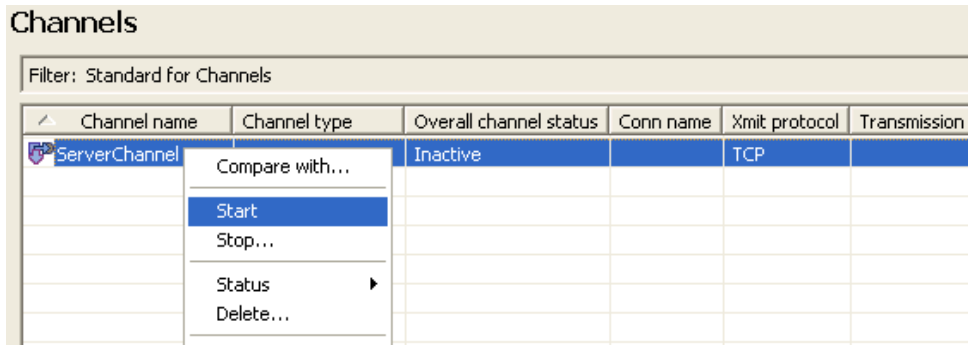 Channels
Filter: Standard for Channels
Channel name Channel type Overall channel status Conn name Xmit protocol Transmission
ServerChannel Inactive TCP
Compare with...
Start
Stop...
Status
Delete...